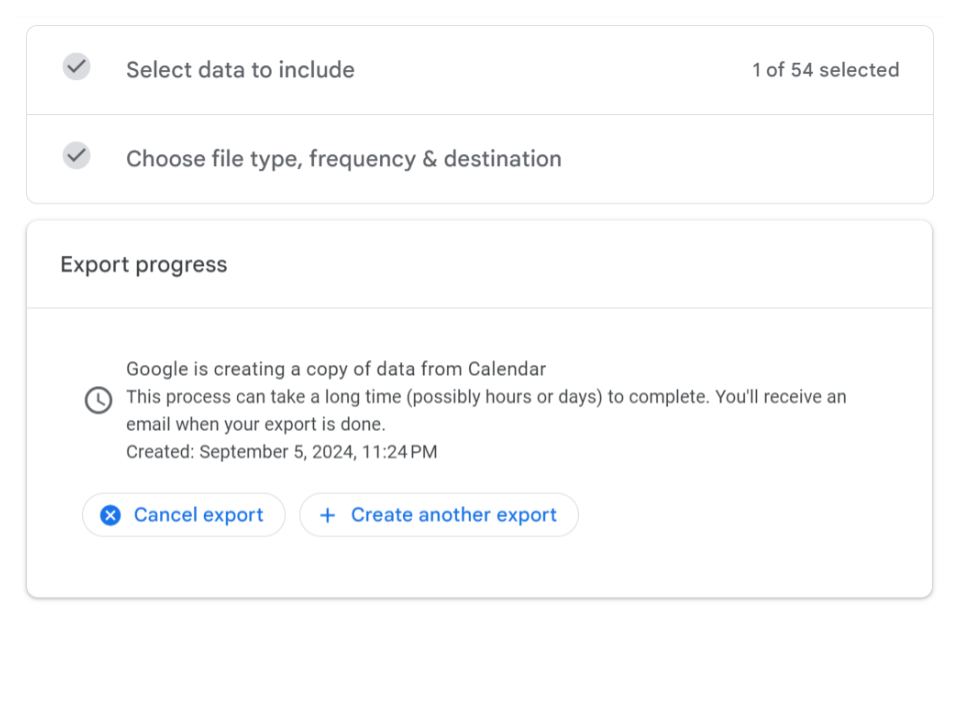 Select data to include
1 of 54 selected
Choose file type, frequency & destination
Export progress
Google is creating a copy of data from Calendar
This process can take a long time (possibly hours or days) to complete. You'll receive an
email when your export is done.
Created: September 5, 2024, 11:24 PM
Cancel export
Create another export